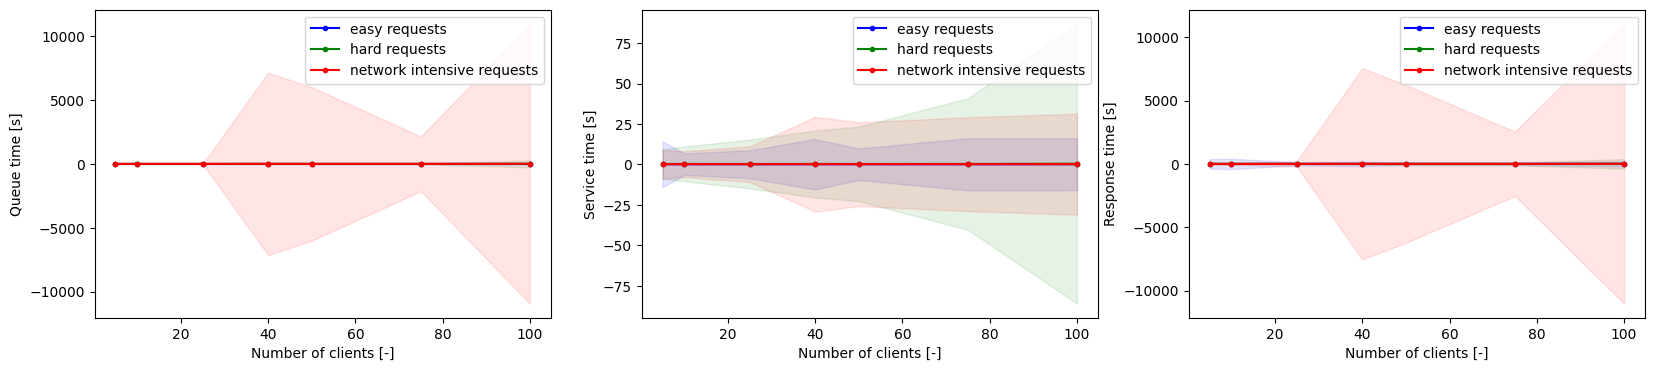 Queue time [s]
10000
5000
0
−5000
−10000
20
40
60
80
100
Number of clients [-]
easy requests
hard requests
network intensive requests
Service time [s]
75
50
25
0
−25
−50
−75
20
40
60
80
100
Number of clients [-]
easy requests
hard requests
network intensive requests
Response time [s]
10000
5000
0
−5000
−10000
20
40
60
80
100
Number of clients [-]
easy requests
hard requests
network intensive requests